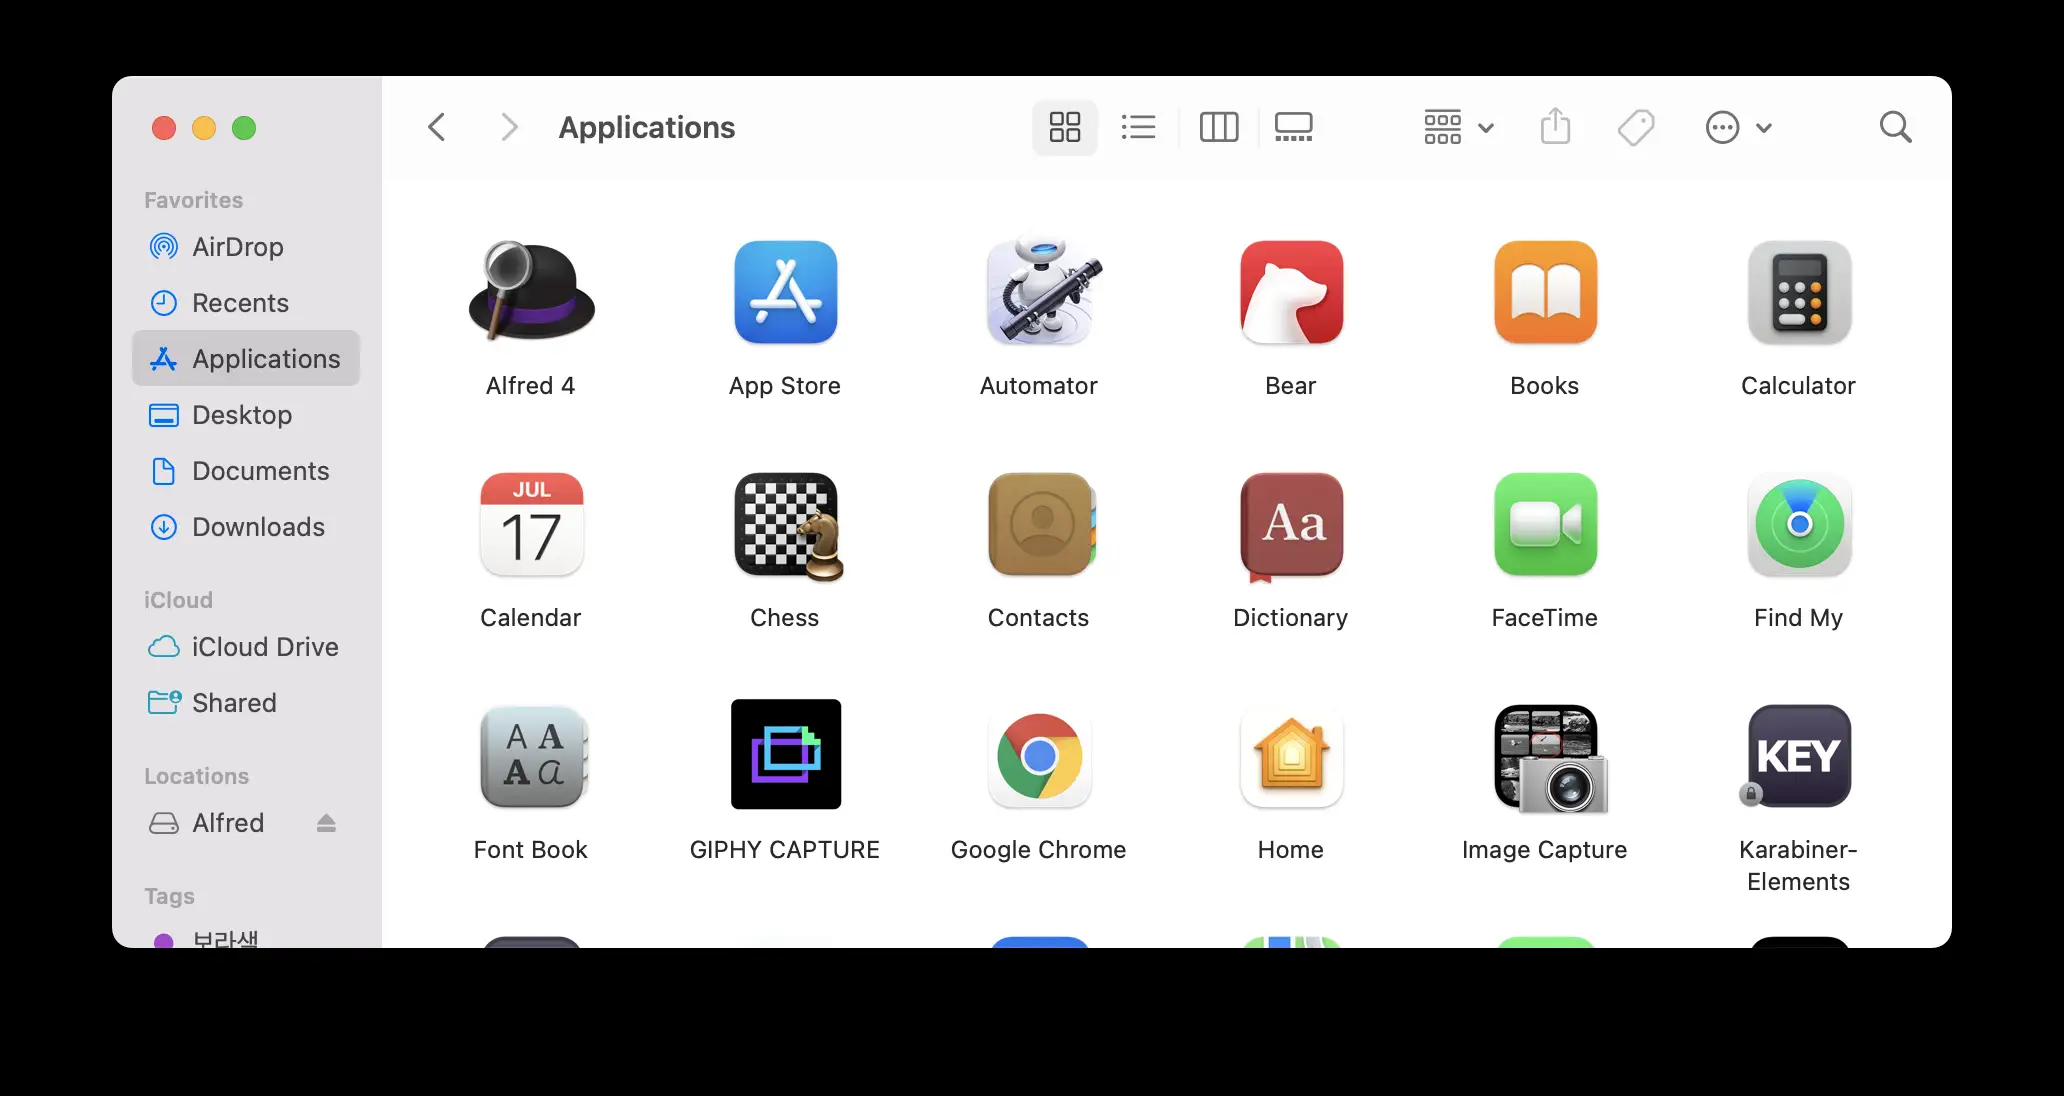 Applications
Favorites
AirDrop
Recents
Applications
Desktop
Documents
Downloads
iCloud
iCloud Drive
Shared
Locations
Alfred
Tags
보라색
Alfred 4
App Store
Automator
Bear
Books
Calculator
JUL
17
Aa
Calendar
Chess
Contacts
Dictionary
FaceTime
Find My
A A
A a
KEY
Font Book
GIPHY CAPTURE
Google Chrome
Home
Image Capture
Karabiner-
Elements